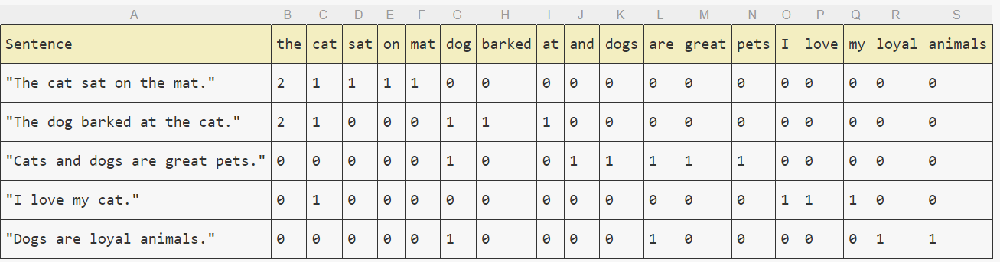 A B C D E F G H I J K L M N O P Q R S
Sentence the cat sat on mat dog barked at and dogs are great pets I love my loyal animals
"The cat sat on the mat." 2 1 1 1 1 0 0 0 0 0 0 0 0 0 0 0 0 0
"The dog barked at the cat." 2 1 0 0 0 1 1 1 0 0 0 0 0 0 0 0 0 0
"Cats and dogs are great pets." 0 0 0 0 0 1 0 0 1 1 1 1 1 0 0 0 0 0
"I love my cat." 0 1 0 0 0 0 0 0 0 0 0 0 0 1 1 1 0 0
"Dogs are loyal animals." 0 0 0 0 0 1 0 0 0 0 1 0 0 0 0 0 1 1